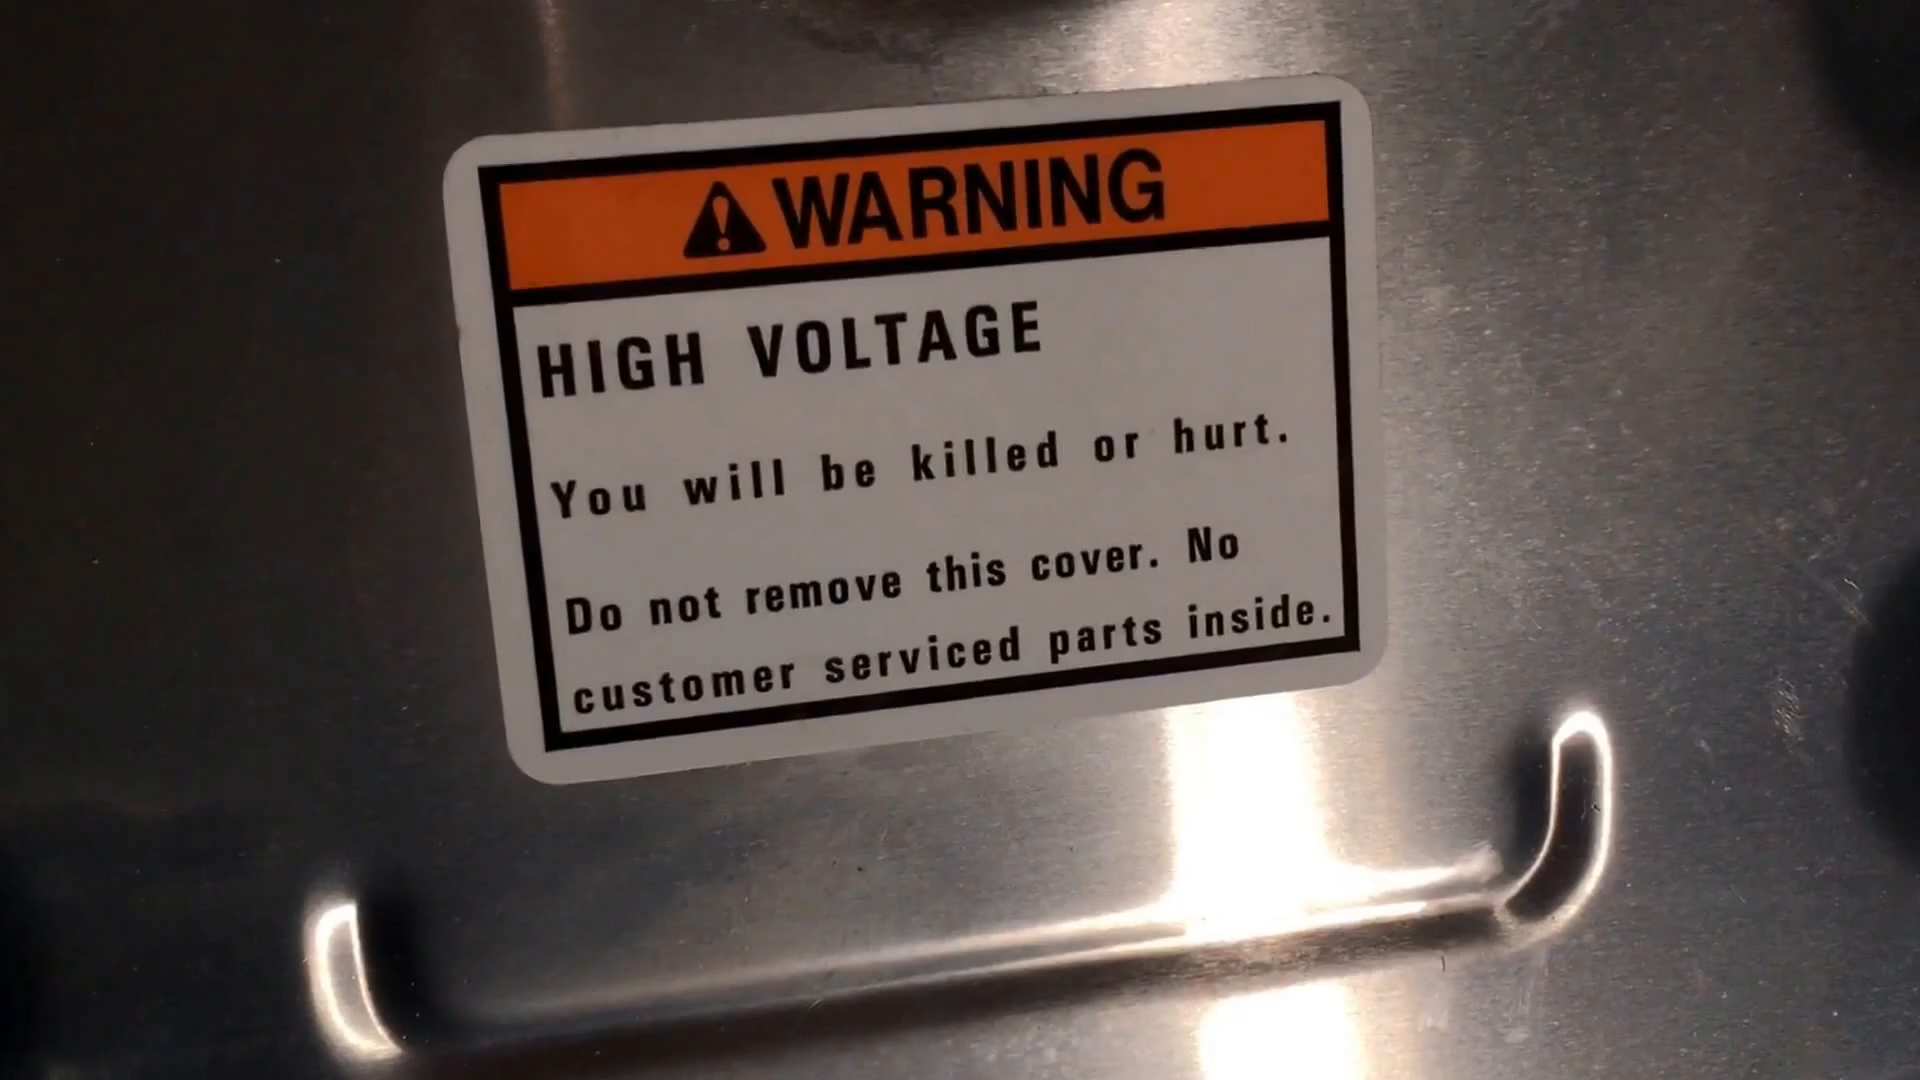 WARNING
HIGH VOLTAGE
You will be killed or hurt.
Do not remove this cover. No
customer serviced parts inside.